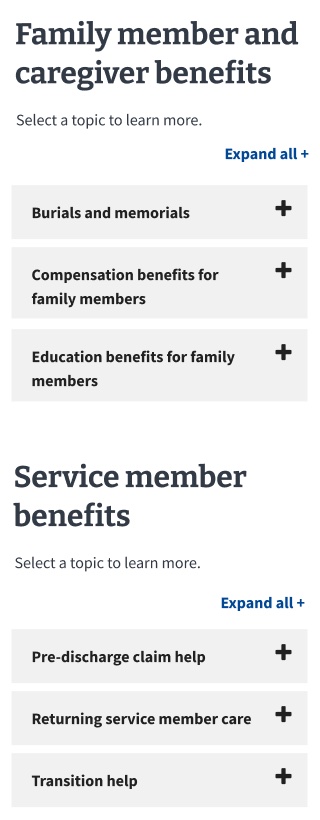 Family member and
caregiver benefits
Select a topic to learn more.
Expand all +
Burials and memorials
Compensation benefits for
family members
Education benefits for family
members
Service member
benefits
Select a topic to learn more.
Expand all +
Pre-discharge claim help
Returning service member care
Transition help